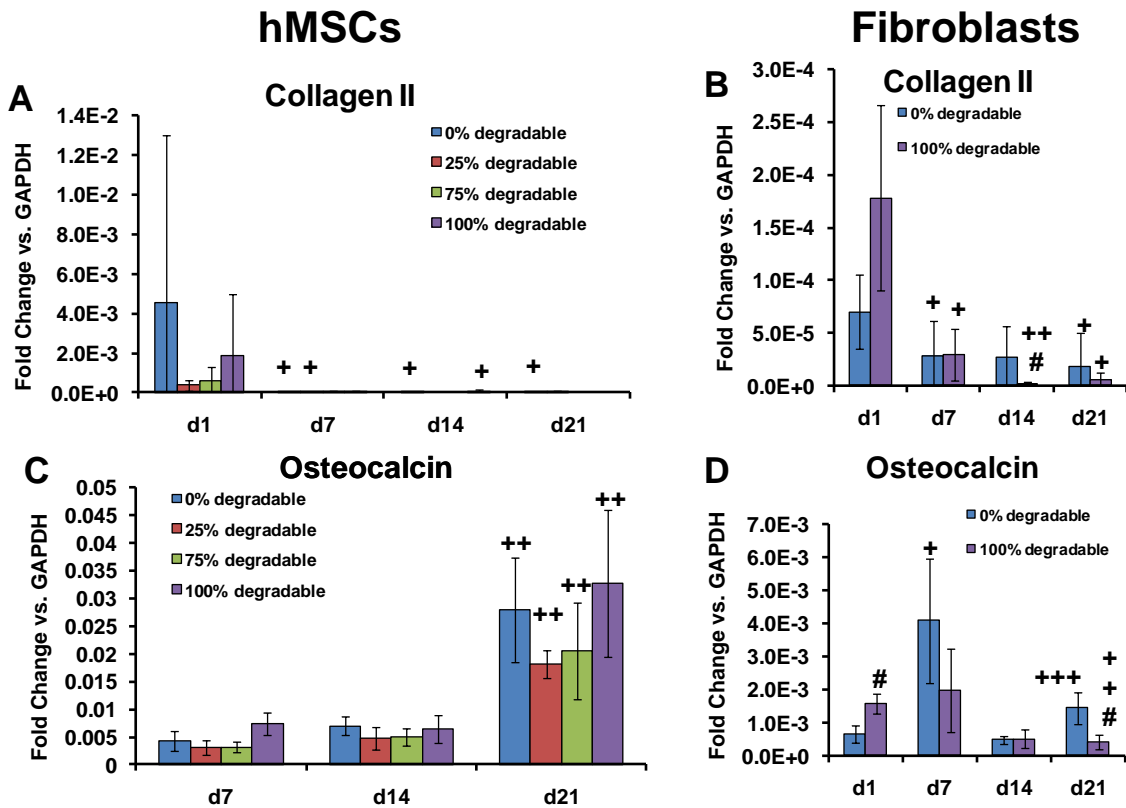 hMSCs
Fibroblasts
A
Collagen II
Fold Change vs. GAPDH
1.4E-2
1.2E-2
1.0E-2
8.0E-3
6.0E-3
4.0E-3
2.0E-3
0.0E+0
0% degradable
25% degradable
75% degradable
100% degradable
+ +
+
+
+
d1
d7
d14
d21
B
Collagen II
Fold Change vs. GAPDH
3.0E-4
2.5E-4
2.0E-4
1.5E-4
1.0E-4
5.0E-5
0.0E+0
0% degradable
100% degradable
+
+
++
#
+
+
d1
d7
d14
d21
C
Osteocalcin
Fold Change vs. GAPDH
0.05
0.045
0.04
0.035
0.03
0.025
0.02
0.015
0.01
0.005
0
0% degradable
25% degradable
75% degradable
100% degradable
++
++
++
++
d7
d14
d21
D
Osteocalcin
Fold Change vs. GAPDH
7.0E-3
6.0E-3
5.0E-3
4.0E-3
3.0E-3
2.0E-3
1.0E-3
0.0E+0
0% degradable
100% degradable
#
+
+++
+
+
#
d1
d7
d14
d21